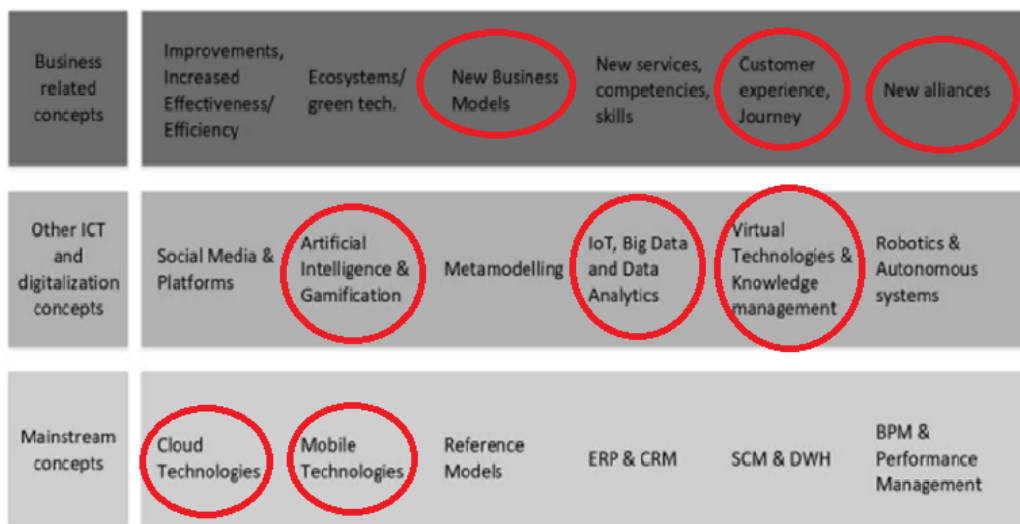 Business
related
concepts
Improvements,
Increased
Effectiveness/
Efficiency
Ecosystems/
green tech.
New Business
Models
New services,
competencies,
skills
Customer
experience,
Journey
New alliances
Other ICT
and
digitalization
concepts
Social Media &
Platforms
Artificial
Intelligence &
Gamification
Metamodelling
IoT, Big Data
and Data
Analytics
Virtual
Technologies &
Knowledge
management
Robotics &
Autonomous
systems
Mainstream
concepts
Cloud
Technologies
Mobile
Technologies
Reference
Models
ERP & CRM
SCM & DWH
BPM &
Performance
Management